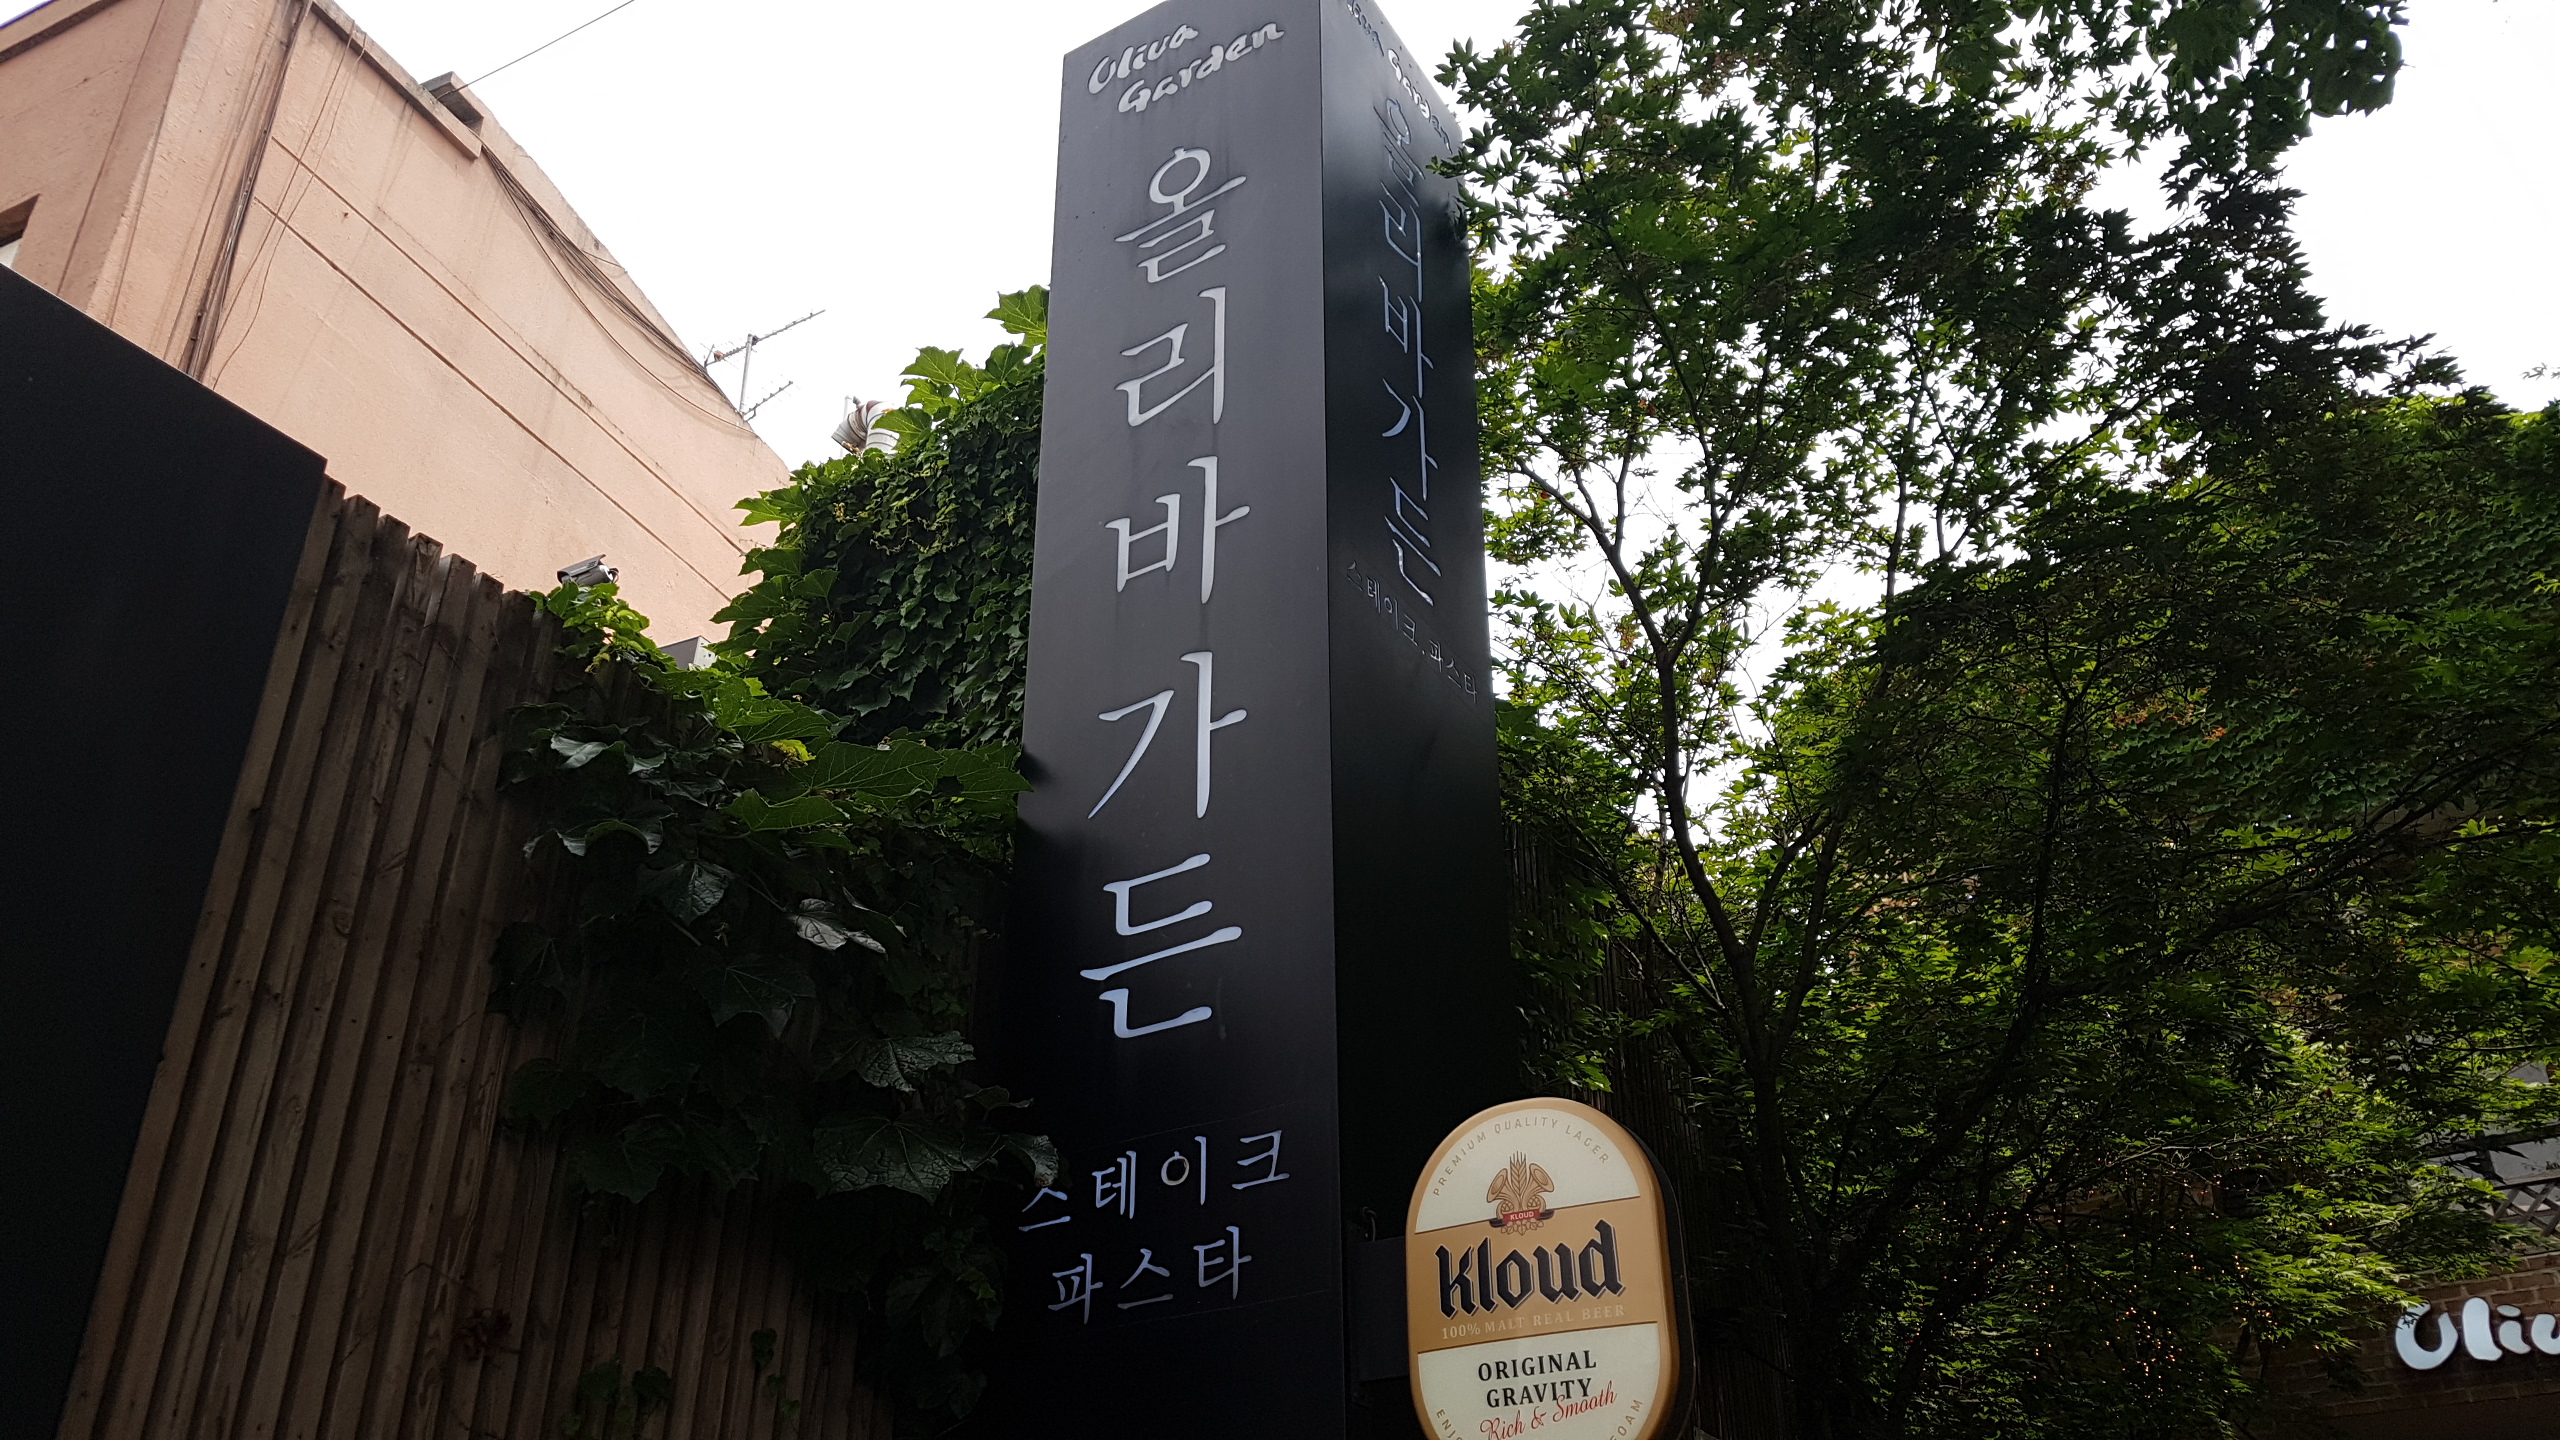 Oliva
Garden
올리바가든
스테이크
파스타
Garden
올리바가든
스테이크.파스타
PREMIUM QUALITY LAGER
KLOUD
Kloud
100% MALT REAL BEER
ORIGINAL
GRAVITY
Rich & Smooth